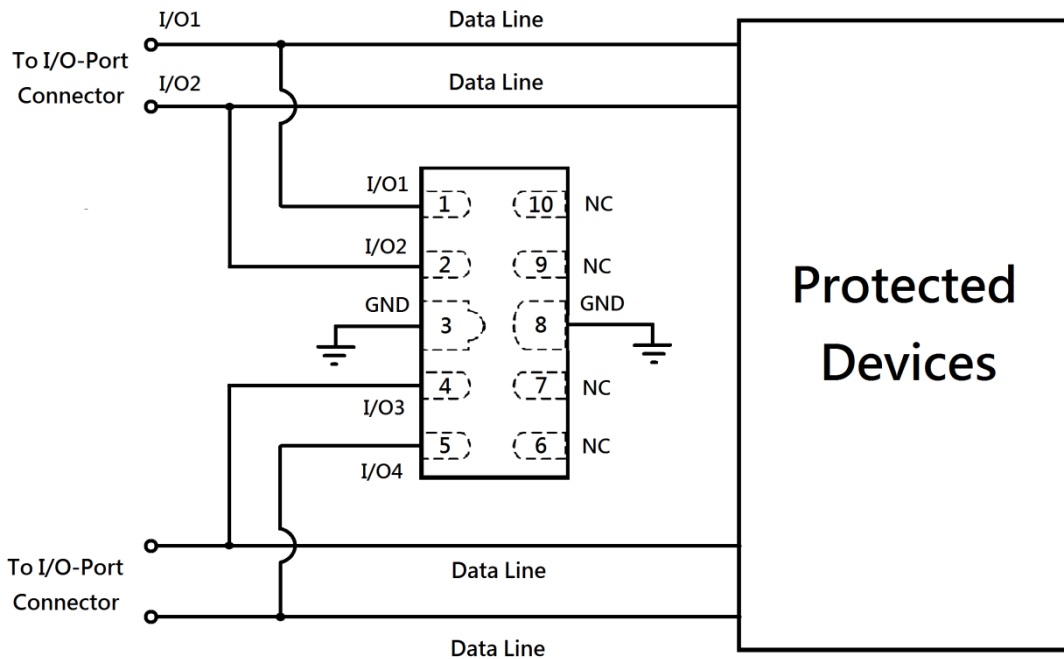 I/O1
Data Line
To I/O-Port
Connector
I/O2
Data Line
I/O1
1
10
NC
I/O2
2
9
NC
GND
3
8
GND
Protected
Devices
4
7
NC
I/O3
5
6
NC
I/O4
To I/O-Port
Connector
Data Line
Data Line